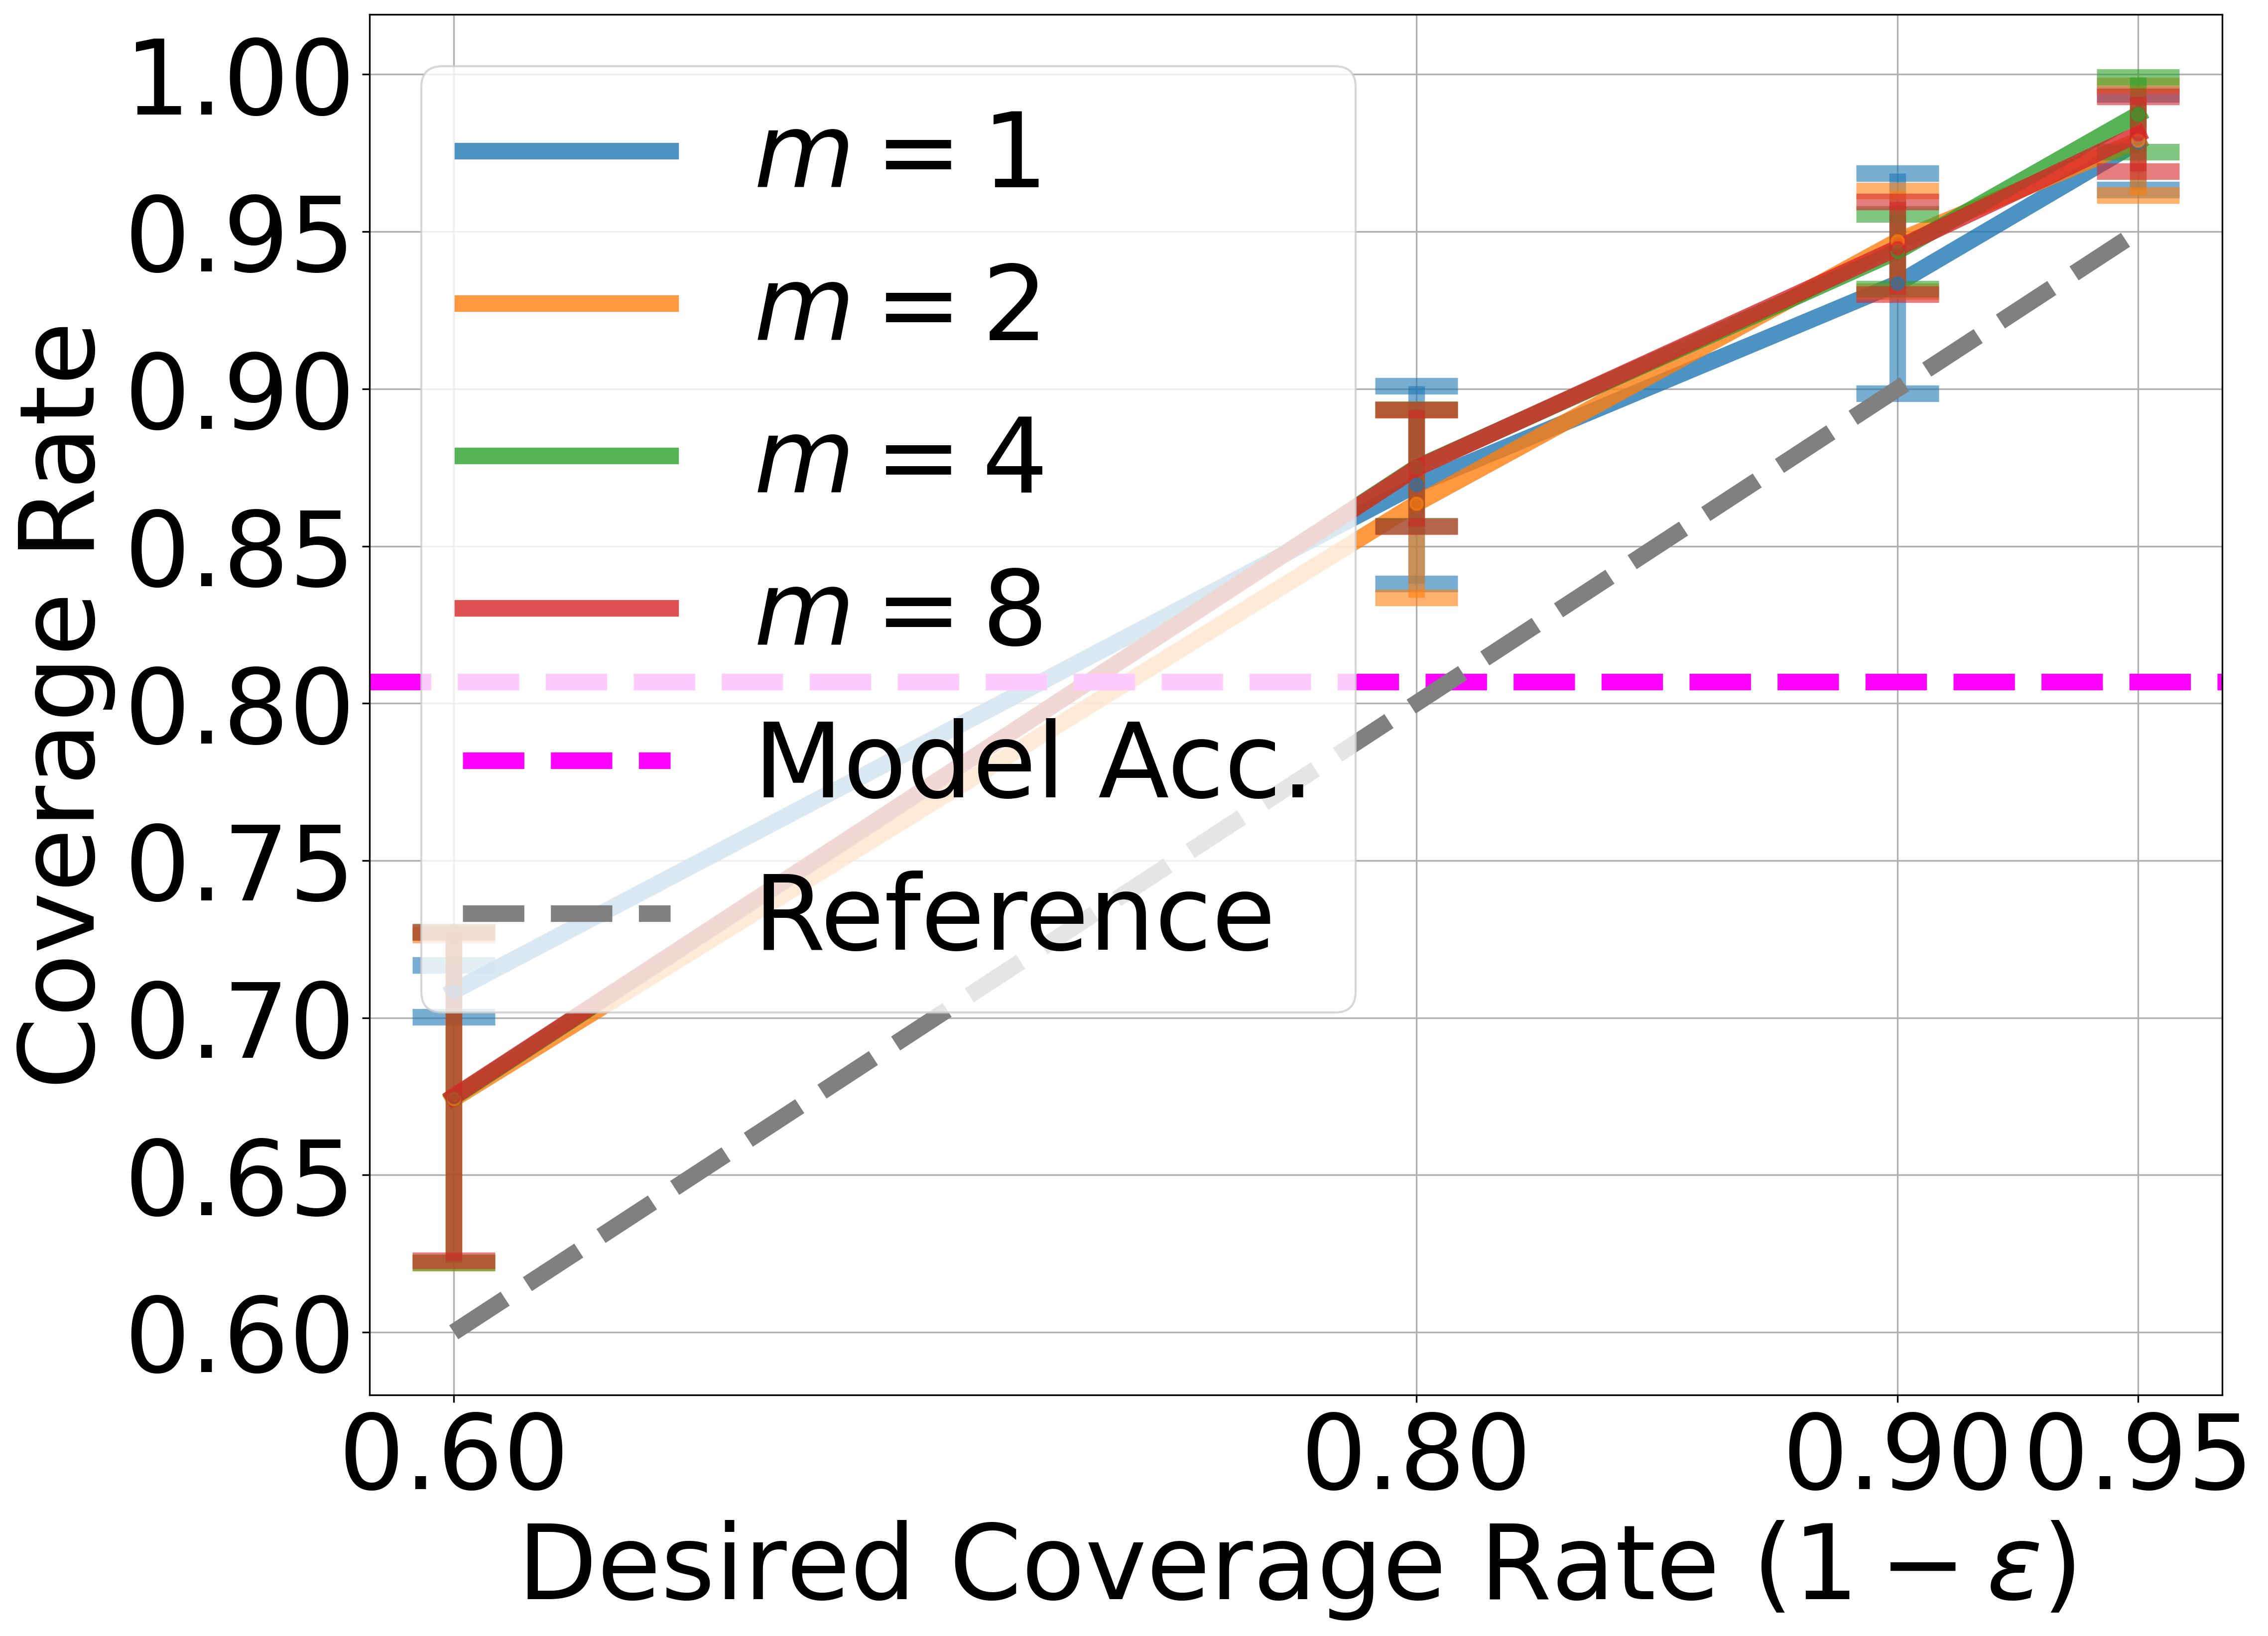 Coverage Rate
1.00
0.95
0.90
0.85
0.80
0.75
0.70
0.65
0.60
m = 1
m = 2
m = 4
m = 8
Model Acc.
Reference
0.60 0.80 0.90 0.95
Desired Coverage Rate (1 − ε)